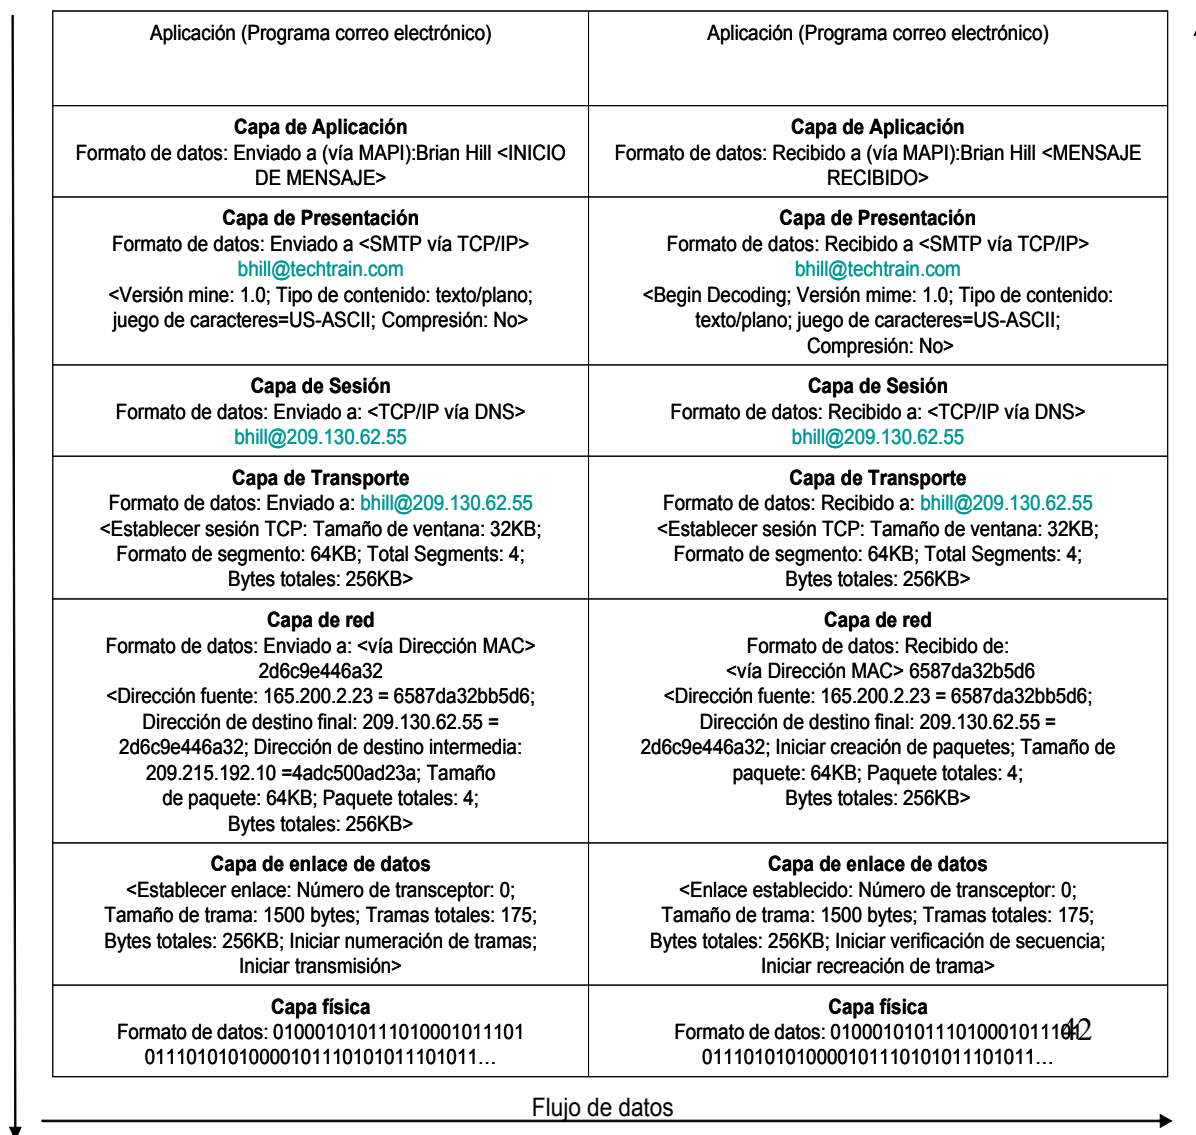 Aplicación (Programa correo electrónico)
Capa de Aplicación
Formato de datos: Enviado a (vía MAPI):Brian Hill <INICIO
DE MENSAJE>
Capa de Presentación
Formato de datos: Enviado a <SMTP vía TCP/IP>
bhill@techtrain.com
<Versión mine: 1.0; Tipo de contenido: texto/plano;
juego de caracteres=US-ASCII; Compresión: No>
Capa de Sesión
Formato de datos: Enviado a: <TCP/IP vía DNS>
bhill@209.130.62.55
Capa de Transporte
Formato de datos: Enviado a: bhill@209.130.62.55
<Establecer sesión TCP: Tamaño de ventana: 32KB;
Formato de segmento: 64KB; Total Segments: 4;
Bytes totales: 256KB>
Capa de red
Formato de datos: Enviado a: <vía Dirección MAC>
2d6c9e446a32
<Dirección fuente: 165.200.2.23 = 6587da32bb5d6;
Dirección de destino final: 209.130.62.55 =
2d6c9e446a32; Dirección de destino intermedia:
209.215.192.10 =4adc500ad23a; Tamaño
de paquete: 64KB; Paquete totales: 4;
Bytes totales: 256KB>
Capa de enlace de datos
<Establecer enlace: Número de transceptor: 0;
Tamaño de trama: 1500 bytes; Tramas totales: 175;
Bytes totales: 256KB; Iniciar numeración de tramas;
Iniciar transmisión>
Capa física
Formato de datos: 010001010111010001011101
01110101010000101110101011101011…
Aplicación (Programa correo electrónico)
Capa de Aplicación
Formato de datos: Recibido a (vía MAPI):Brian Hill <MENSAJE
RECIBIDO>
Capa de Presentación
Formato de datos: Recibido a <SMTP vía TCP/IP>
bhill@techtrain.com
<Begin Decoding; Versión mime: 1.0; Tipo de contenido:
texto/plano; juego de caracteres=US-ASCII;
Compresión: No>
Capa de Sesión
Formato de datos: Recibido a: <TCP/IP vía DNS>
bhill@209.130.62.55
Capa de Transporte
Formato de datos: Recibido a: bhill@209.130.62.55
<Establecer sesión TCP: Tamaño de ventana: 32KB;
Formato de segmento: 64KB; Total Segments: 4;
Bytes totales: 256KB>
Capa de red
Formato de datos: Recibido de:
<vía Dirección MAC> 6587da32b5d6
<Dirección fuente: 165.200.2.23 = 6587da32bb5d6;
Dirección de destino final: 209.130.62.55 =
2d6c9e446a32; Iniciar creación de paquetes; Tamaño de
paquete: 64KB; Paquete totales: 4;
Bytes totales: 256KB>
Capa de enlace de datos
<Enlace establecido: Número de transceptor: 0;
Tamaño de trama: 1500 bytes; Tramas totales: 175;
Bytes totales: 256KB; Iniciar verificación de secuencia;
Iniciar recreación de trama>
Capa física
Formato de datos: 010001010111010001011101
01110101010000101110101011101011…
42
Flujo de datos